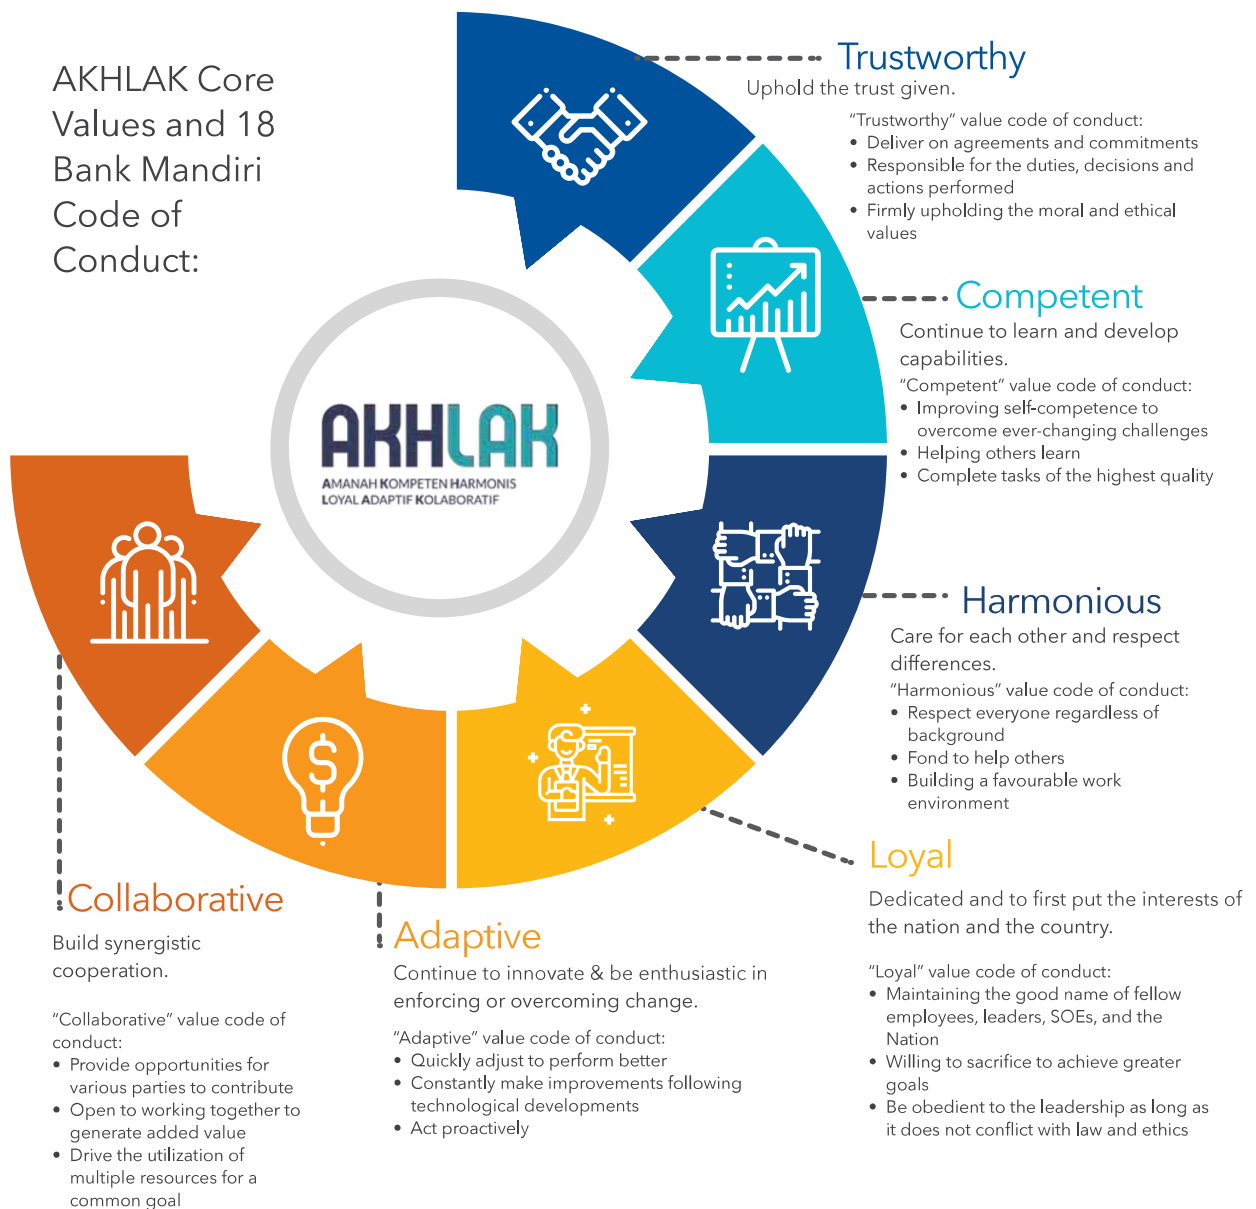 AKHLAK Core
Values and 18
Bank Mandiri
Code of
Conduct:
Trustworthy
Uphold the trust given.
“Trustworthy” value code of conduct:
• Deliver on agreements and commitments
• Responsible for the duties, decisions and
actions performed
• Firmly upholding the moral and ethical
values
Competent
Continue to learn and develop
capabilities.
“Competent” value code of conduct:
• Improving self-competence to
overcome ever-changing challenges
• Helping others learn
• Complete tasks of the highest quality
AKHLAK
AMANAH KOMPETEN HARMONIS
LOYAL ADAPTIF KOLABORATIF
Harmonious
Care for each other and respect
differences.
“Harmonious” value code of conduct:
• Respect everyone regardless of
background
• Fond to help others
• Building a favourable work
environment
Loyal
Dedicated and to first put the interests of
the nation and the country.
“Loyal” value code of conduct:
• Maintaining the good name of fellow
employees, leaders, SOEs, and the
Nation
• Willing to sacrifice to achieve greater
goals
• Be obedient to the leadership as long as
it does not conflict with law and ethics
$
Adaptive
Continue to innovate & be enthusiastic in
enforcing or overcoming change.
“Adaptive” value code of conduct:
• Quickly adjust to perform better
• Constantly make improvements following
technological developments
• Act proactively
Collaborative
Build synergistic
cooperation.
“Collaborative” value code of
conduct:
• Provide opportunities for
various parties to contribute
• Open to working together to
generate added value
• Drive the utilization of
multiple resources for a
common goal